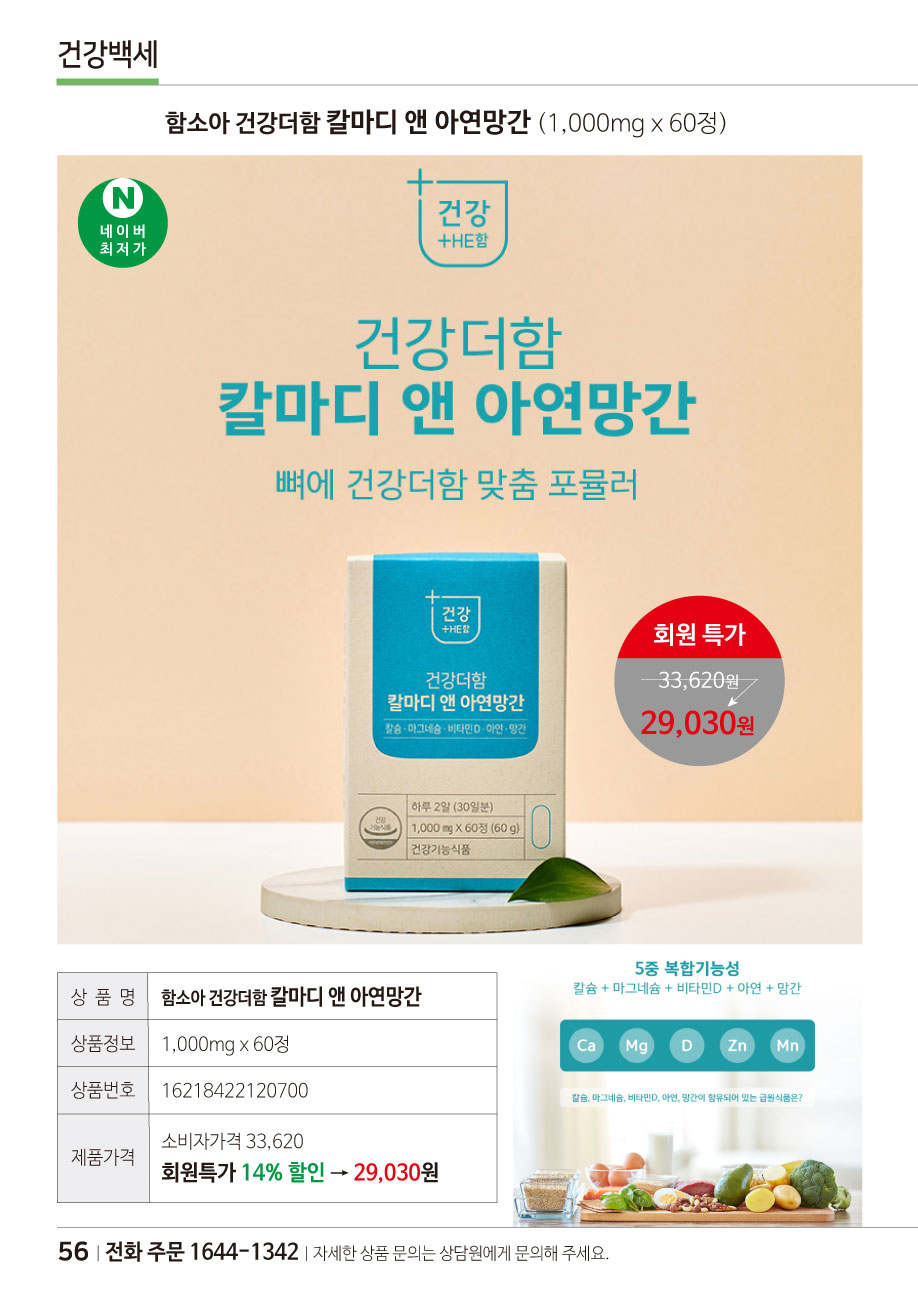 건강백세
함소아 건강더함 칼마디 앤 아연망간 (1,000mg x 60정)
N
네이버
최저가
건강
+HE함
건강더함
칼마디 앤 아연망간
뼈에 건강더함 맞춤 포뮬러
건강
+HE함
건강더함
칼마디 앤 아연망간
칼슘·마그네슘·비타민D·아연·망간
하루 2알 (30일분)
1,000 mg X 60정 (60 g)
건강기능식품
건강
기능식품
회원 특가
33,620원
29,030원
상 품 명 함소아 건강더함 칼마디 앤 아연망간
상품정보 1,000mg x 60정
상품번호 16218422120700
제품가격 소비자가격 33,620
회원특가 14% 할인 → 29,030원
5중 복합기능성
칼슘 + 마그네슘 + 비타민D + 아연 + 망간
Ca Mg D Zn Mn
칼슘, 마그네슘, 비타민D, 아연, 망간이 함유되어 있는 급원식품은?
56 | 전화 주문 1644-1342 | 자세한 상품 문의는 상담원에게 문의해 주세요.